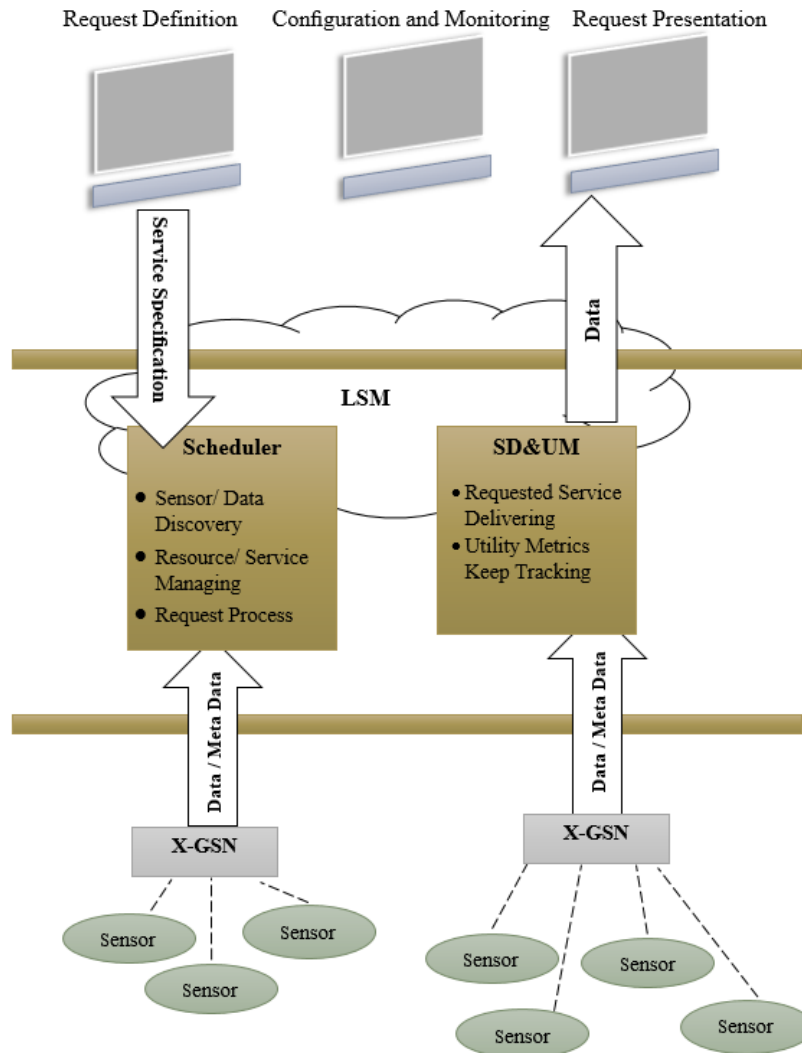 Request Definition
Configuration and Monitoring
Request Presentation
Service Specification
Data
LSM
Scheduler
● Sensor/ Data
Discovery
● Resource/ Service
Managing
● Request Process
SD&UM
• Requested Service
Delivering
• Utility Metrics
Keep Tracking
Data / Meta Data
Data / Meta Data
X-GSN
X-GSN
Sensor
Sensor
Sensor
Sensor
Sensor
Sensor
Sensor